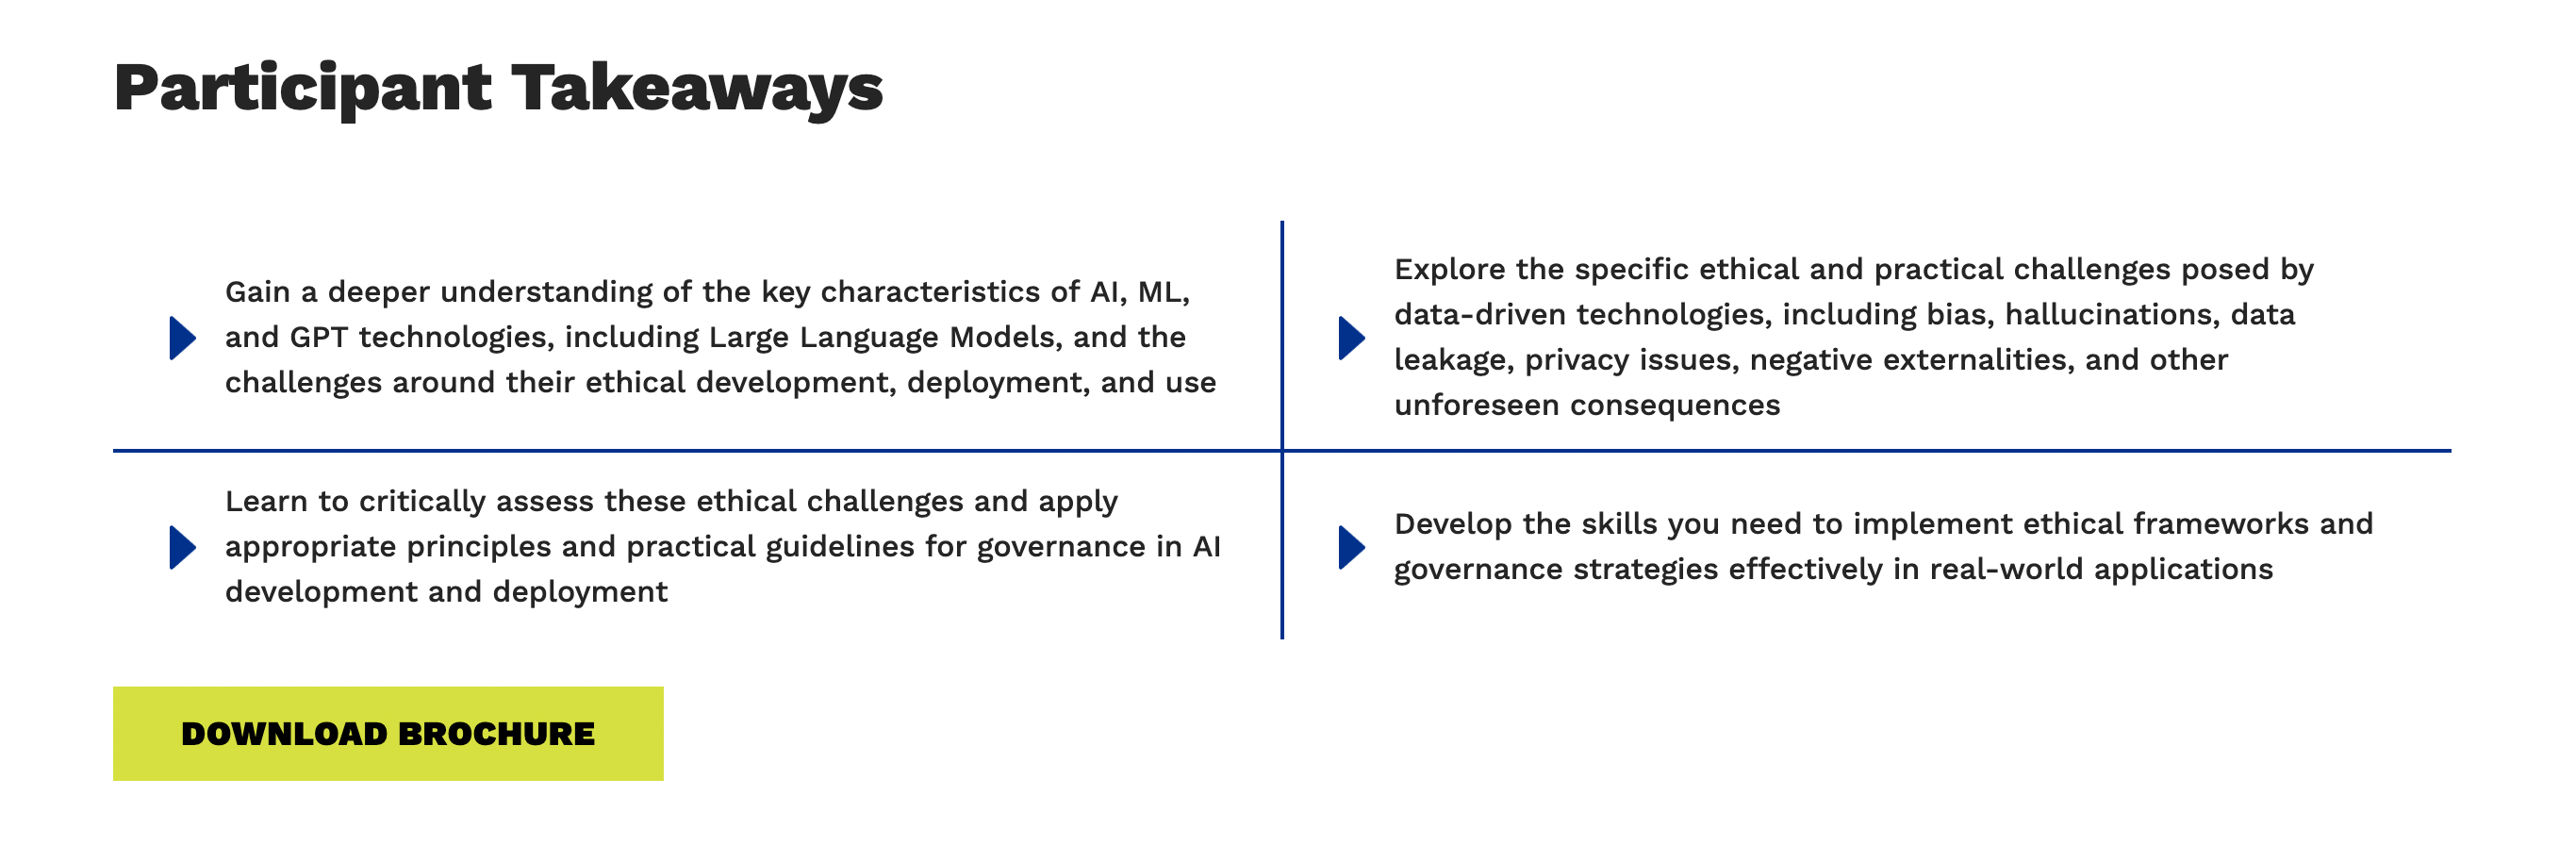 Participant Takeaways
Gain a deeper understanding of the key characteristics of AI, ML,
and GPT technologies, including Large Language Models, and the
challenges around their ethical development, deployment, and use
Explore the specific ethical and practical challenges posed by
data-driven technologies, including bias, hallucinations, data
leakage, privacy issues, negative externalities, and other
unforeseen consequences
Learn to critically assess these ethical challenges and apply
appropriate principles and practical guidelines for governance in AI
development and deployment
Develop the skills you need to implement ethical frameworks and
governance strategies effectively in real-world applications
DOWNLOAD BROCHURE